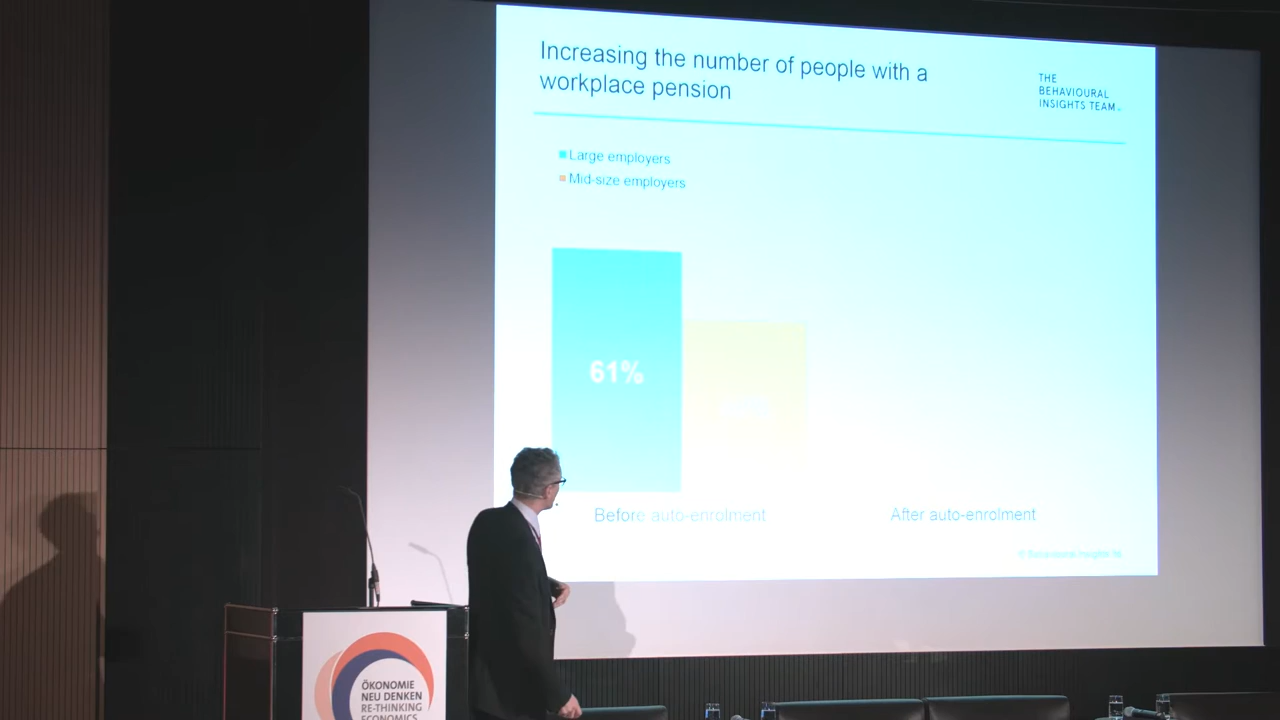 Increasing the number of people with a
workplace pension
THE
BEHAVIOURAL
INSIGHTS TEAM
Large employers
Mid-size employers
61%
Before auto-enrolment
After auto-enrolment
ÖKONOMIE
NEU DENKEN
RE-THINKING
ECONOMICS